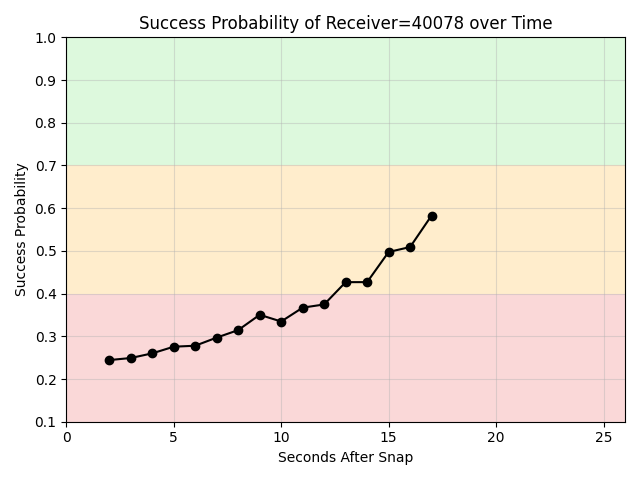 Success Probability of Receiver=40078 over Time
1.0
0.9
0.8
0.7
0.6
0.5
0.4
0.3
0.2
0.1
Success Probability
0 5 10 15 20 25
Seconds After Snap